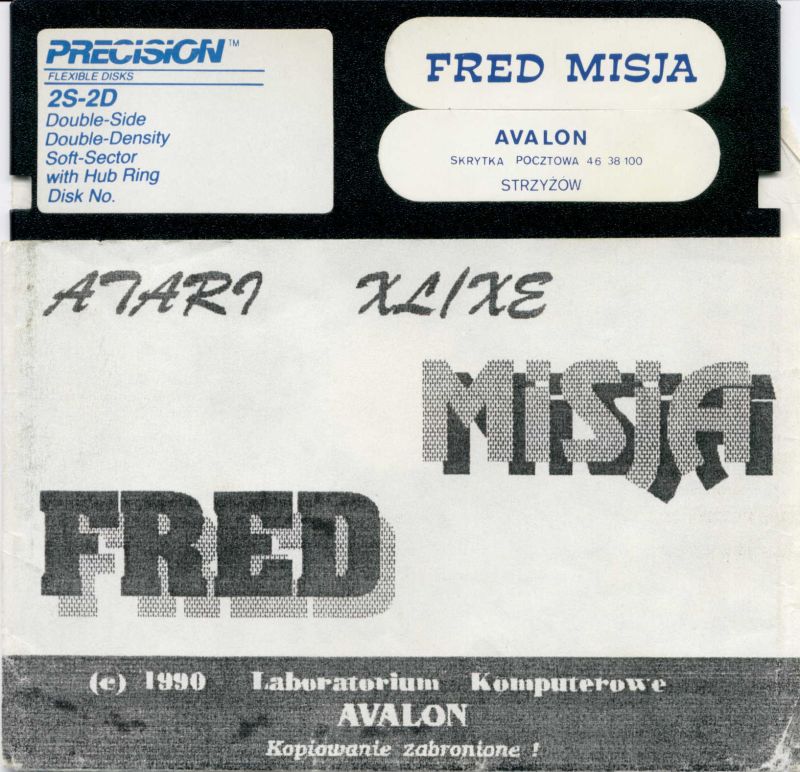 PRECISION™
FLEXIBLE DISKS
2S-2D
Double-Side
Double-Density
Soft-Sector
with Hub Ring
Disk No.
FRED MISJA
AVALON
SKRYTKA POCZTOWA 46 38 100
STRZYŻÓW
ATARI XL/XE
MiSjA
FRED
(c) 1990 Laboratorium Komputerowe
AVALON
Kopiowanie zabronione !